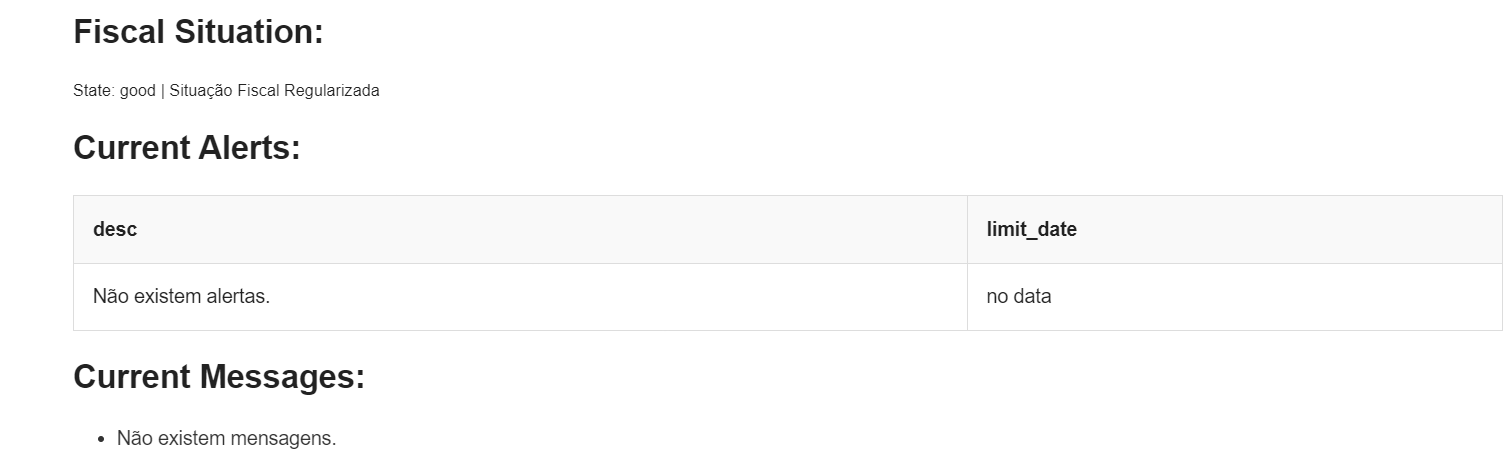 Fiscal Situation:
State: good | Situação Fiscal Regularizada
Current Alerts:
desc limit_date
Não existem alertas. no data
Current Messages:
• Não existem mensagens.